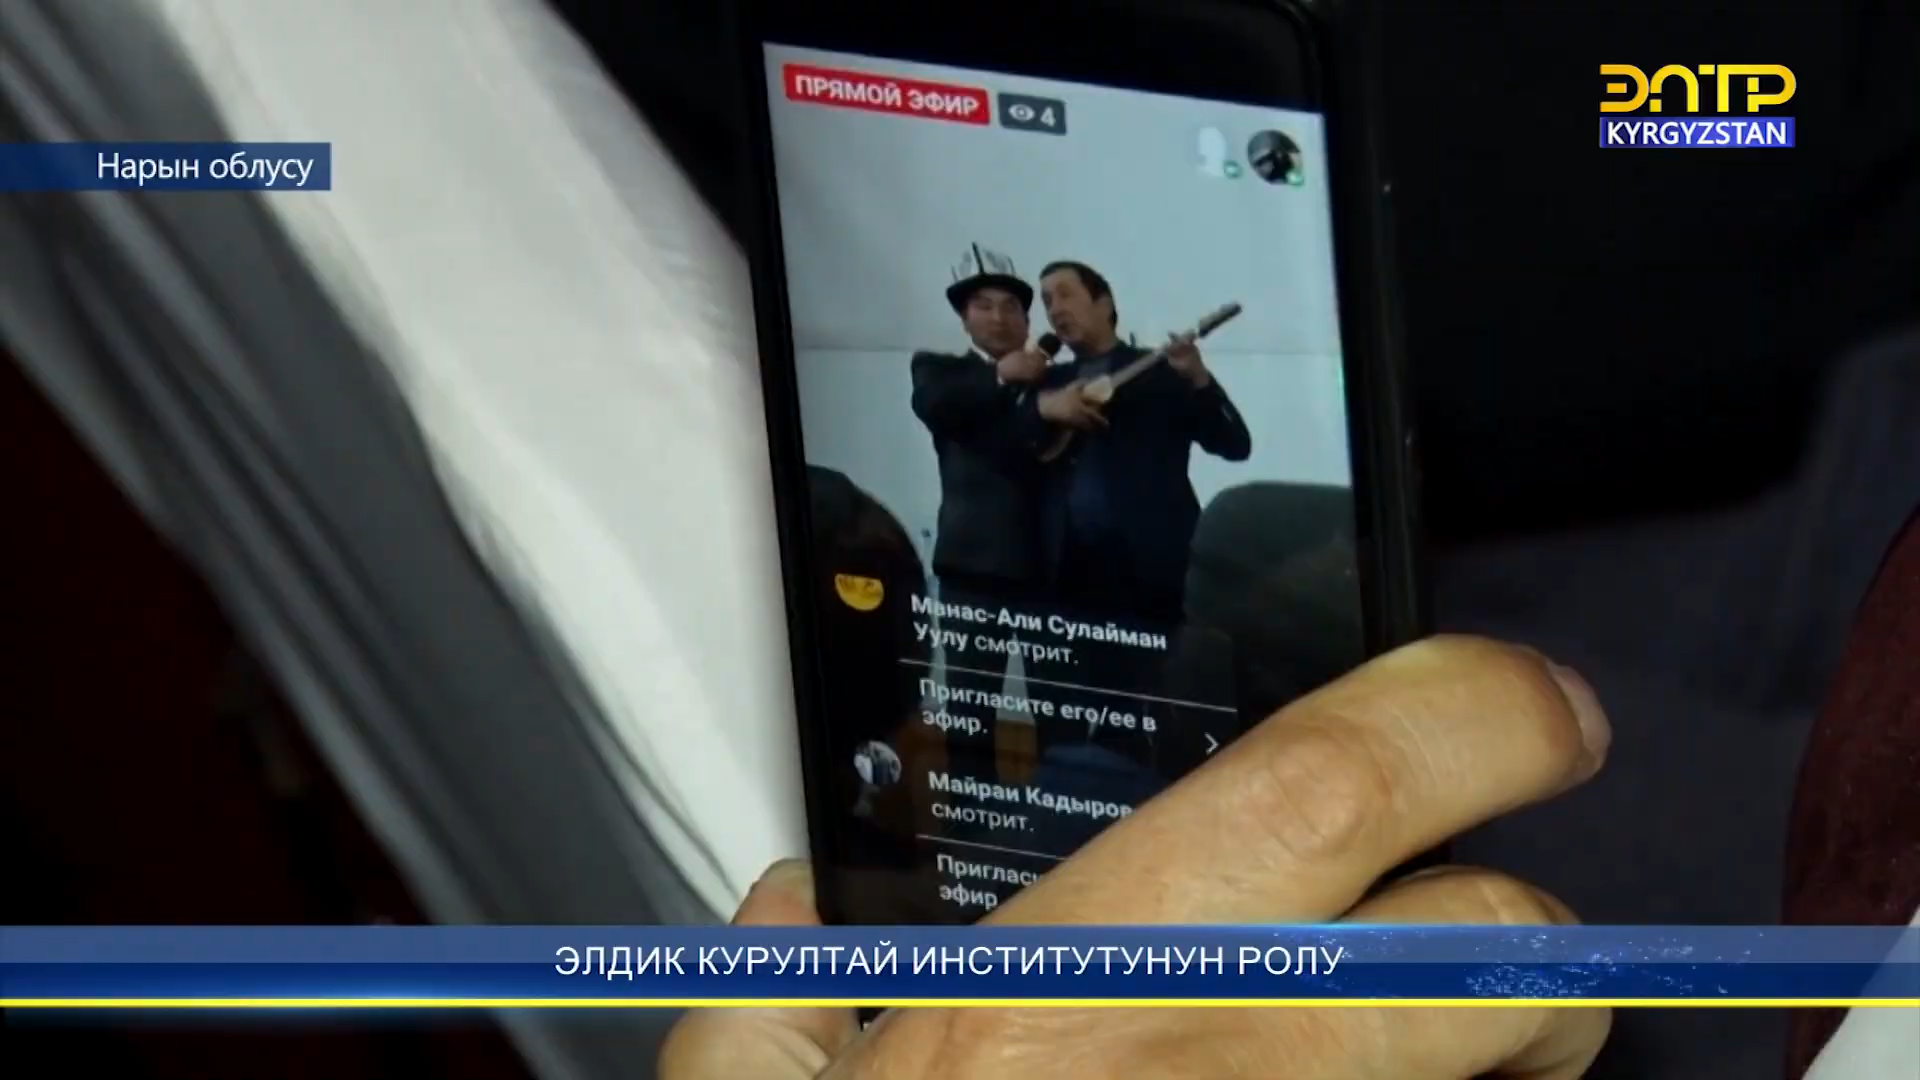 ЭЛТР
KYRGYZSTAN
Нарын облусу
ПРЯМОЙ ЭФИР
4
Манас-Али Сулайман
Уулу смотрит.
Пригласите его/ее в
эфир.
Майраи Кадыров
смотрит.
эфир
ЭЛДИК КУРУЛТАЙ ИНСТИТУТУНУН РОЛУ